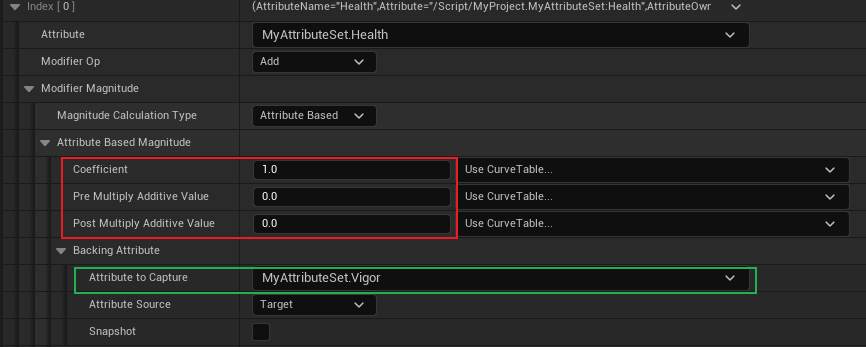 Index [ 0 ] (AttributeName="Health",Attribute="/Script/MyProject.MyAttributeSet:Health",AttributeOwr
Attribute MyAttributeSet.Health
Modifier Op Add
Modifier Magnitude
Magnitude Calculation Type Attribute Based
Attribute Based Magnitude
Coefficient 1.0 Use CurveTable...
Pre Multiply Additive Value 0.0 Use CurveTable...
Post Multiply Additive Value 0.0 Use CurveTable...
Backing Attribute
Attribute to Capture MyAttributeSet.Vigor
Attribute Source Target
Snapshot